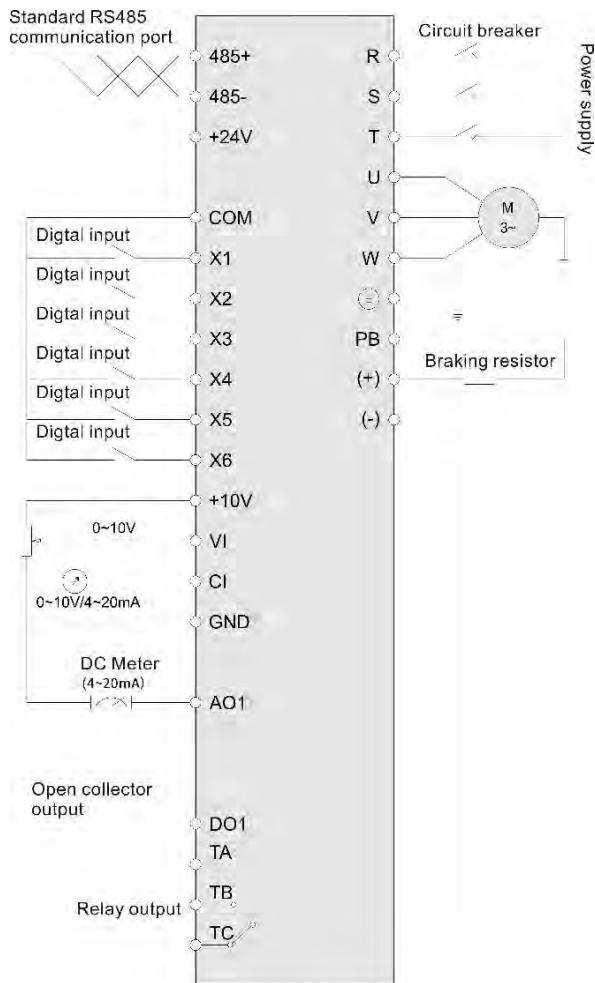 Standard RS485
communication port
485+
485-
+24V
COM
Digtal input
X1
Digtal input
X2
Digtal input
X3
Digtal input
X4
Digtal input
X5
Digtal input
X6
+10V
0~10V
VI
CI
0~10V/4~20mA
GND
DC Meter
(4~20mA)
AO1
Open collector
output
DO1
TA
TB
Relay output
TC
Circuit breaker
Power supply
R
S
T
U
V
W
M
3~
PB
Braking resistor
(+)
(-)